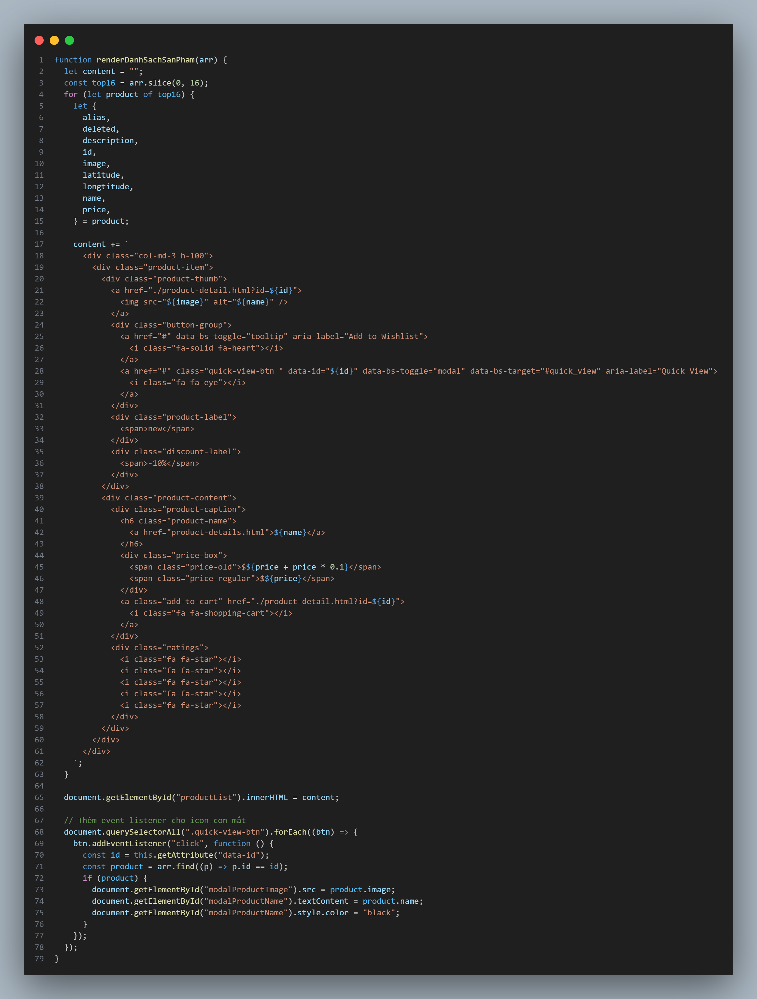 1 function renderDanhSachSanPham(arr) {
2   let content = "";
3   const top16 = arr.slice(0, 16);
4   for (let product of top16) {
5     let {
6       alias,
7       deleted,
8       description,
9       id,
10       image,
11       latitude,
12       longtitude,
13       name,
14       price,
15     } = product;
16
17     content += `
18       <div class="col-md-3 h-100">
19         <div class="product-item">
20           <div class="product-thumb">
21             <a href="./product-detail.html?id=${id}">
22               <img src="${image}" alt="${name}" />
23             </a>
24             <div class="button-group">
25               <a href="#" data-bs-toggle="tooltip" aria-label="Add to Wishlist">
26                 <i class="fa-solid fa-heart"></i>
27               </a>
28               <a href="#" class="quick-view-btn " data-id="${id}" data-bs-toggle="modal" data-bs-target="#quick_view" aria-label="Quick View">
29                 <i class="fa fa-eye"></i>
30               </a>
31             </div>
32             <div class="product-label">
33               <span>new</span>
34             </div>
35             <div class="discount-label">
36               <span>-10%</span>
37             </div>
38           </div>
39           <div class="product-content">
40             <div class="product-caption">
41               <h6 class="product-name">
42                 <a href="product-details.html">${name}</a>
43               </h6>
44               <div class="price-box">
45                 <span class="price-old">$${price + price * 0.1}</span>
46                 <span class="price-regular">$${price}</span>
47               </div>
48               <a class="add-to-cart" href="./product-detail.html?id=${id}">
49                 <i class="fa fa-shopping-cart"></i>
50               </a>
51             </div>
52             <div class="ratings">
53               <i class="fa fa-star"></i>
54               <i class="fa fa-star"></i>
55               <i class="fa fa-star"></i>
56               <i class="fa fa-star"></i>
57               <i class="fa fa-star"></i>
58             </div>
59           </div>
60         </div>
61       </div>
62     `;
63   }
64
65   document.getElementById("productList").innerHTML = content;
66
67   // Thêm event listener cho icon con mắt
68   document.querySelectorAll(".quick-view-btn").forEach((btn) => {
69     btn.addEventListener("click", function () {
70       const id = this.getAttribute("data-id");
71       const product = arr.find((p) => p.id == id);
72       if (product) {
73         document.getElementById("modalProductImage").src = product.image;
74         document.getElementById("modalProductName").textContent = product.name;
75         document.getElementById("modalProductName").style.color = "black";
76       }
77     });
78   });
79 }